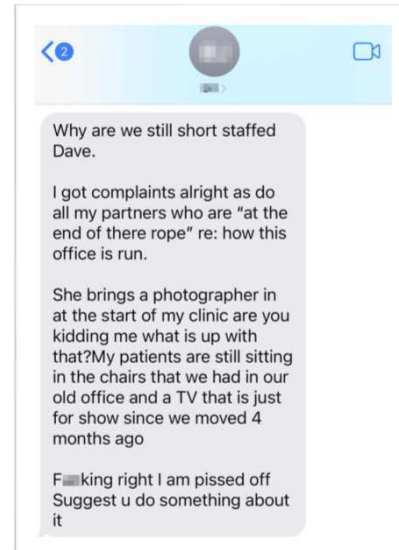 2
Why are we still short staffed
Dave.
I got complaints alright as do
all my partners who are “at the
end of there rope” re: how this
office is run.
She brings a photographer in
at the start of my clinic are you
kidding me what is up with
that?My patients are still sitting
in the chairs that we had in our
old office and a TV that is just
for show since we moved 4
months ago
right I am pissed off
Suggest u do something about
it